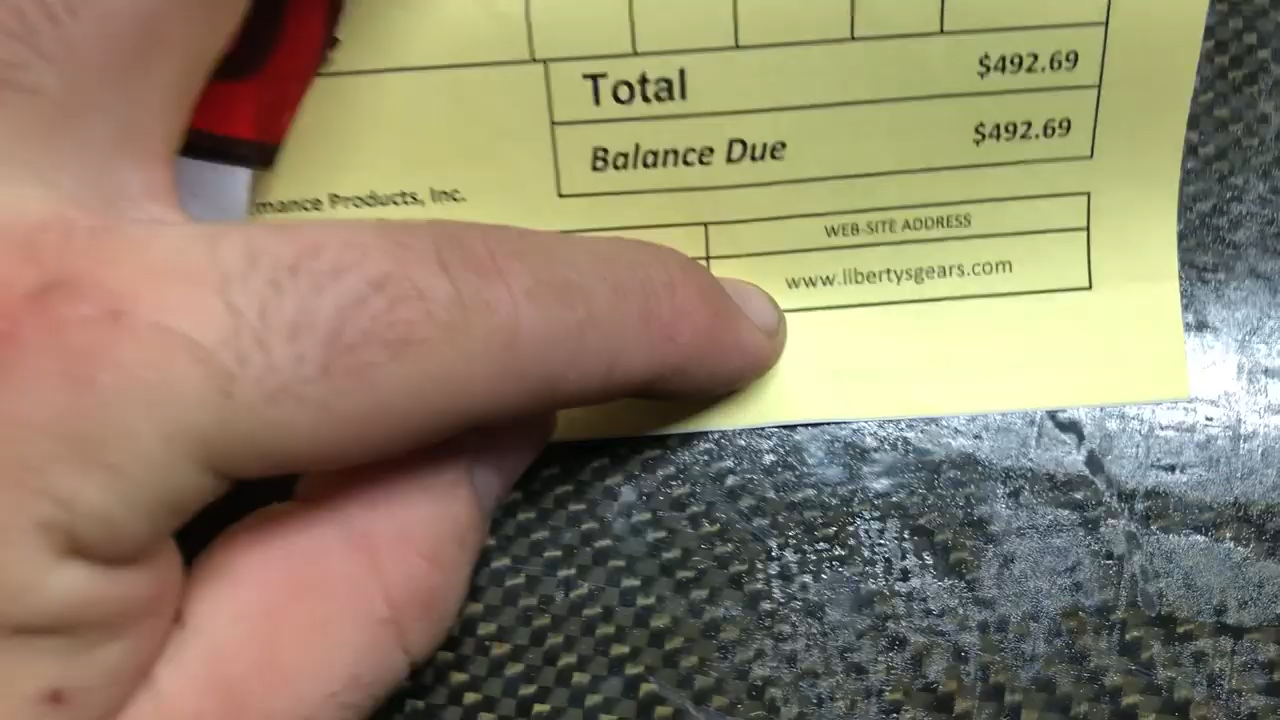 Total $492.69
Balance Due $492.69
Products, Inc.
WEB-SITE ADDRESS
www.libertysgears.com